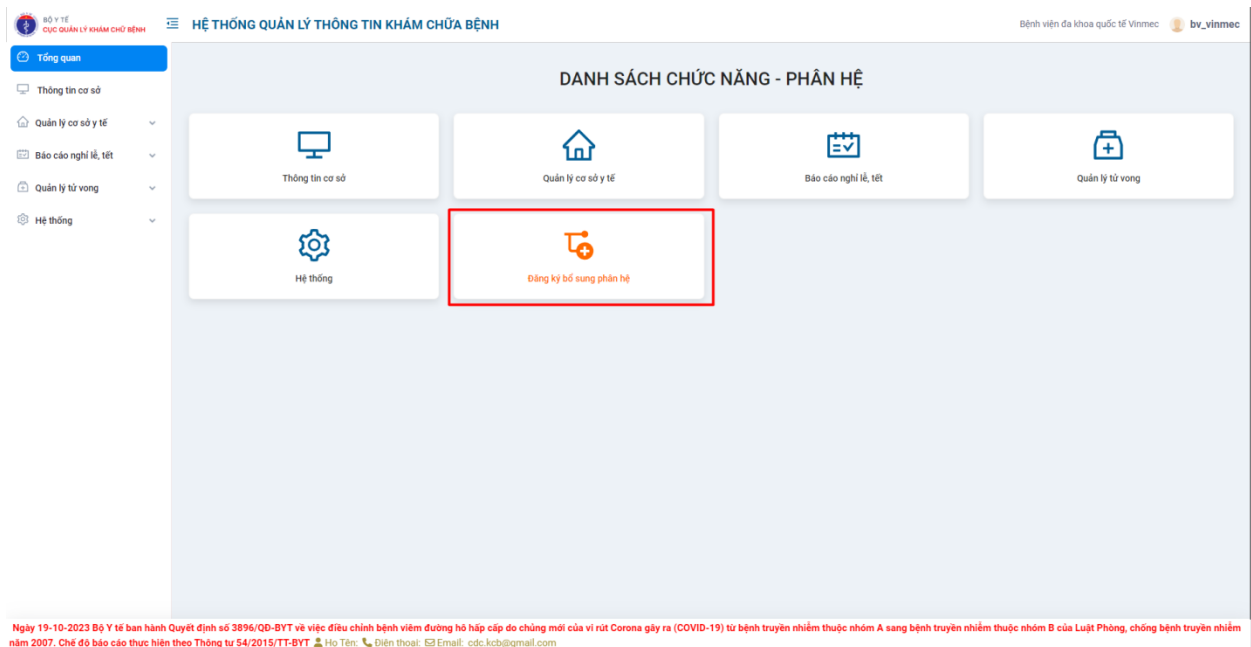 BỘ Y TẾ
CỤC QUẢN LÝ KHÁM CHỮ BỆNH
HỆ THỐNG QUẢN LÝ THÔNG TIN KHÁM CHỮA BỆNH
Bệnh viện đa khoa quốc tế Vinmec
bv_vinmec
Tổng quan
Thông tin cơ sở
Quản lý cơ sở y tế
Báo cáo nghỉ lễ, tết
Quản lý tử vong
Hệ thống
DANH SÁCH CHỨC NĂNG - PHÂN HỆ
Thông tin cơ sở
Quản lý cơ sở y tế
Báo cáo nghỉ lễ, tết
Quản lý tử vong
Hệ thống
Đăng ký bổ sung phân hệ
Ngày 19-10-2023 Bộ Y tế ban hành Quyết định số 3896/QĐ-BYT về việc điều chỉnh bệnh viêm đường hô hấp cấp do chủng mới của vi rút Corona gây ra (COVID-19) từ bệnh truyền nhiễm thuộc nhóm A sang bệnh truyền nhiễm thuộc nhóm B của Luật Phòng, chống bệnh truyền nhiễm
năm 2007. Chế độ báo cáo thực hiện theo Thông tư 54/2015/TT-BYT Họ Tên: Điện thoại: Email: cdc.kcb@gmail.com